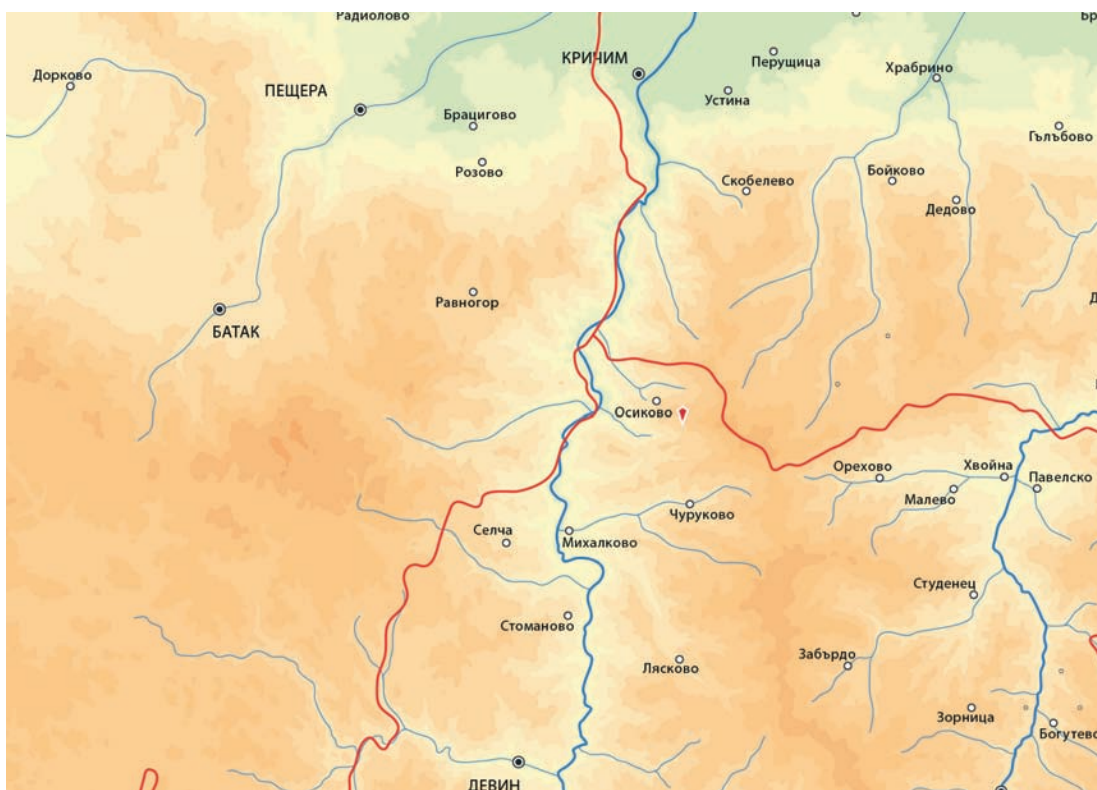 Радиолово
Бр
КРИЧИМ
Перущица
Дорково
Храбрино
ПЕЩЕРА
Устина
Брацигово
Гълъбово
Розово
Бойково
Скобелево
Дедово
Равногор
Д
БАТАК
Осиково
Орехово
Хвойна
Павелско
Малево
Чуруково
Селча
Михалково
Студенец
Стоманово
Забърдо
Лясково
Зорница
Богутево
ДЕВИН